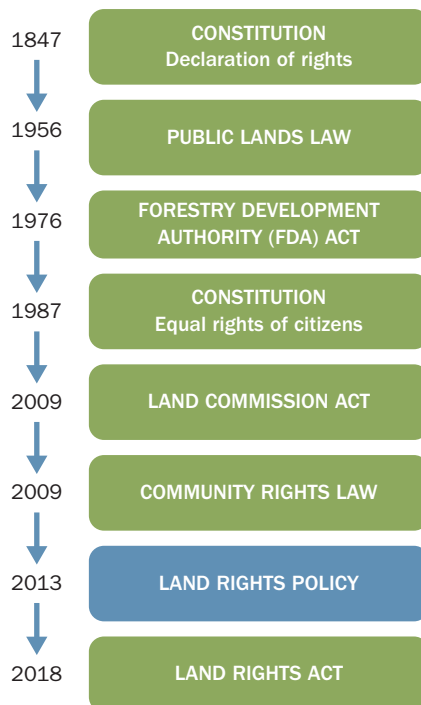 1847
CONSTITUTION
Declaration of rights
1956
PUBLIC LANDS LAW
1976
FORESTRY DEVELOPMENT
AUTHORITY (FDA) ACT
1987
CONSTITUTION
Equal rights of citizens
2009
LAND COMMISSION ACT
2009
COMMUNITY RIGHTS LAW
2013
LAND RIGHTS POLICY
2018
LAND RIGHTS ACT